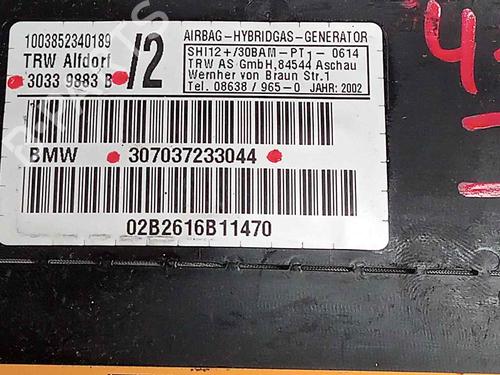 1003852340189
TRW Alfdorf
3033 9883 B
/2
AIRBAG-HYBRIDGAS-GENERATOR
SHI12+/30BAM-PT1-0614
TRW AS GmbH,84544 Aschau
Wernher von Braun Str.1
Tel. 08638/965-0 JAHR: 2002
BMW 307037233044
02B2616B11470
4